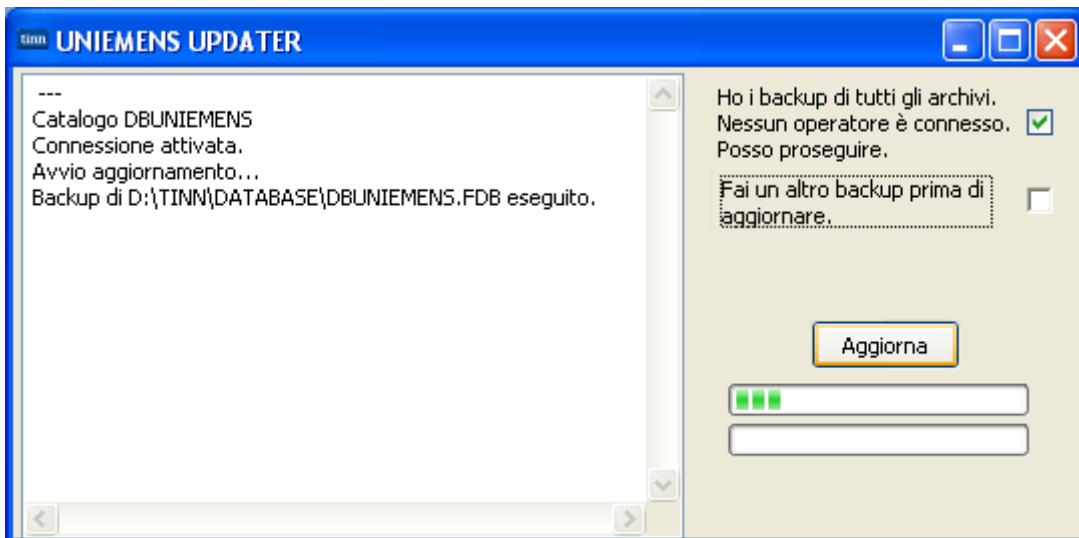 tinn UNIEMENS UPDATER
---
Catalogo DBUNIEMENS
Connessione attivata.
Avvio aggiornamento...
Backup di D:\TINN\DATABASE\DBUNIEMENS.FDB eseguito.
Ho i backup di tutti gli archivi.
Nessun operatore è connesso.
Posso proseguire.
Fai un altro backup prima di
aggiornare.
Aggiorna